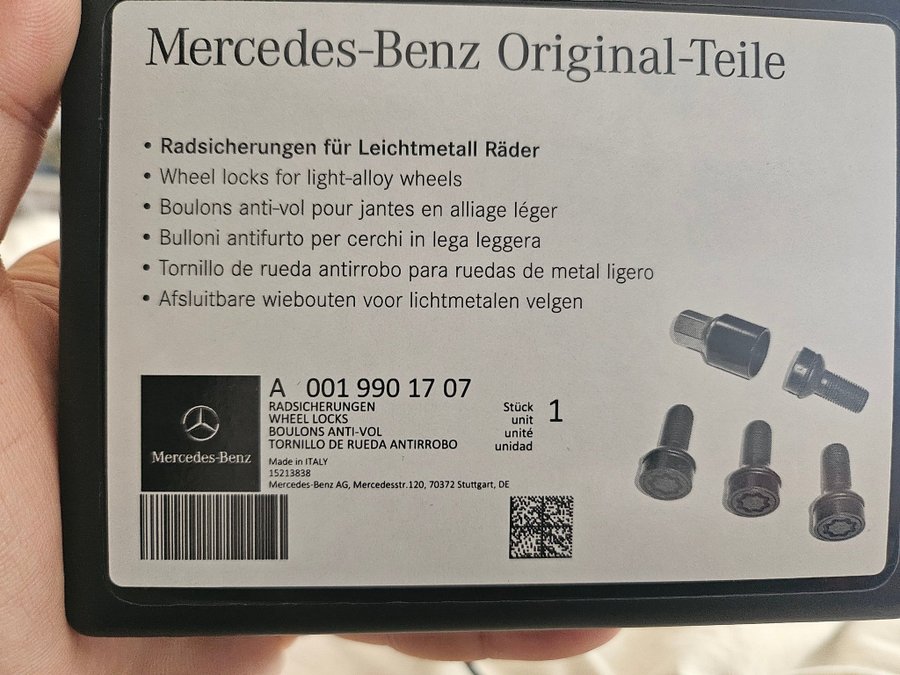 Mercedes-Benz Original-Teile
• Radsicherungen für Leichtmetall Räder
• Wheel locks for light-alloy wheels
• Boulons anti-vol pour jantes en alliage léger
• Bulloni antifurto per cerchi in lega leggera
• Tornillo de rueda antirrobo para ruedas de metal ligero
• Afsluitbare wiebouten voor lichtmetalen velgen
Mercedes-Benz
A 001 990 17 07
RADSICHERUNGEN
WHEEL LOCKS
BOULONS ANTI-VOL
TORNILLO DE RUEDA ANTIRROBO
Made in ITALY
15213838
Mercedes-Benz AG, Mercedesstr.120, 70372 Stuttgart, DE
Stück
unit
unité
unidad
1